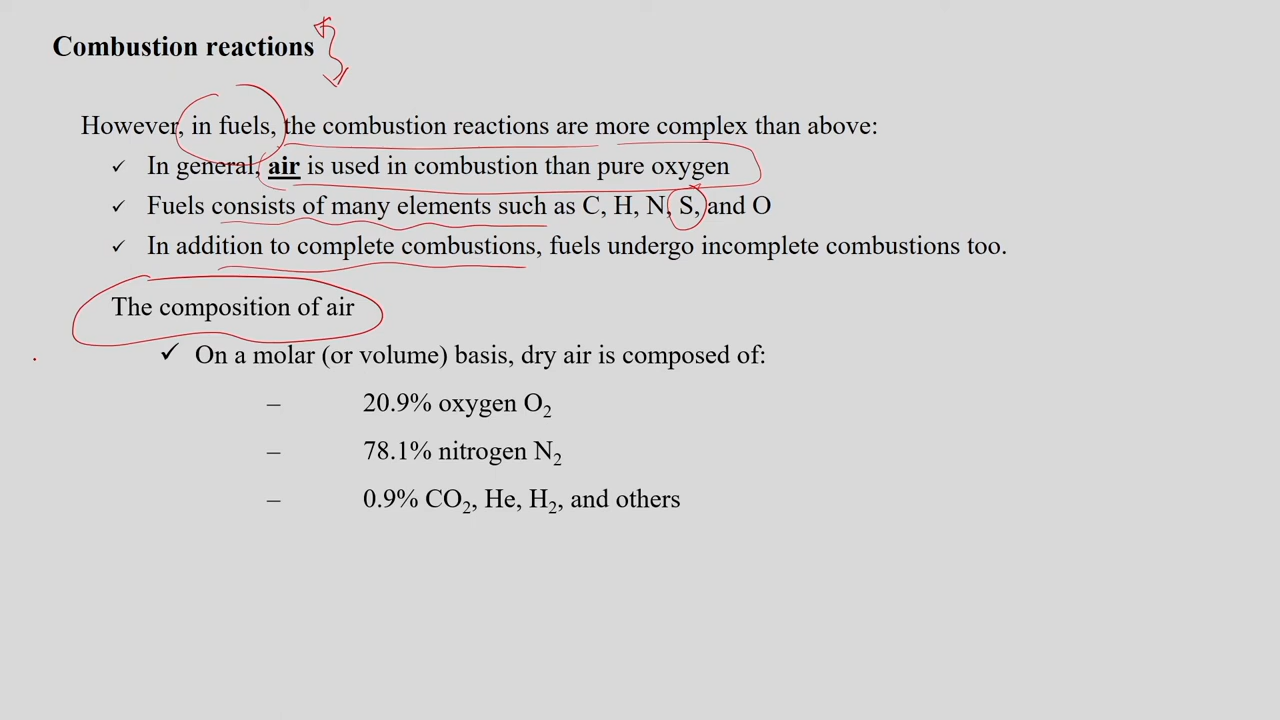 Combustion reactions
However, in fuels, the combustion reactions are more complex than above:
✓ In general, air is used in combustion than pure oxygen
✓ Fuels consists of many elements such as C, H, N, S, and O
✓ In addition to complete combustions, fuels undergo incomplete combustions too.
The composition of air
✓ On a molar (or volume) basis, dry air is composed of:
– 20.9% oxygen O₂
– 78.1% nitrogen N₂
– 0.9% CO₂, He, H₂, and others